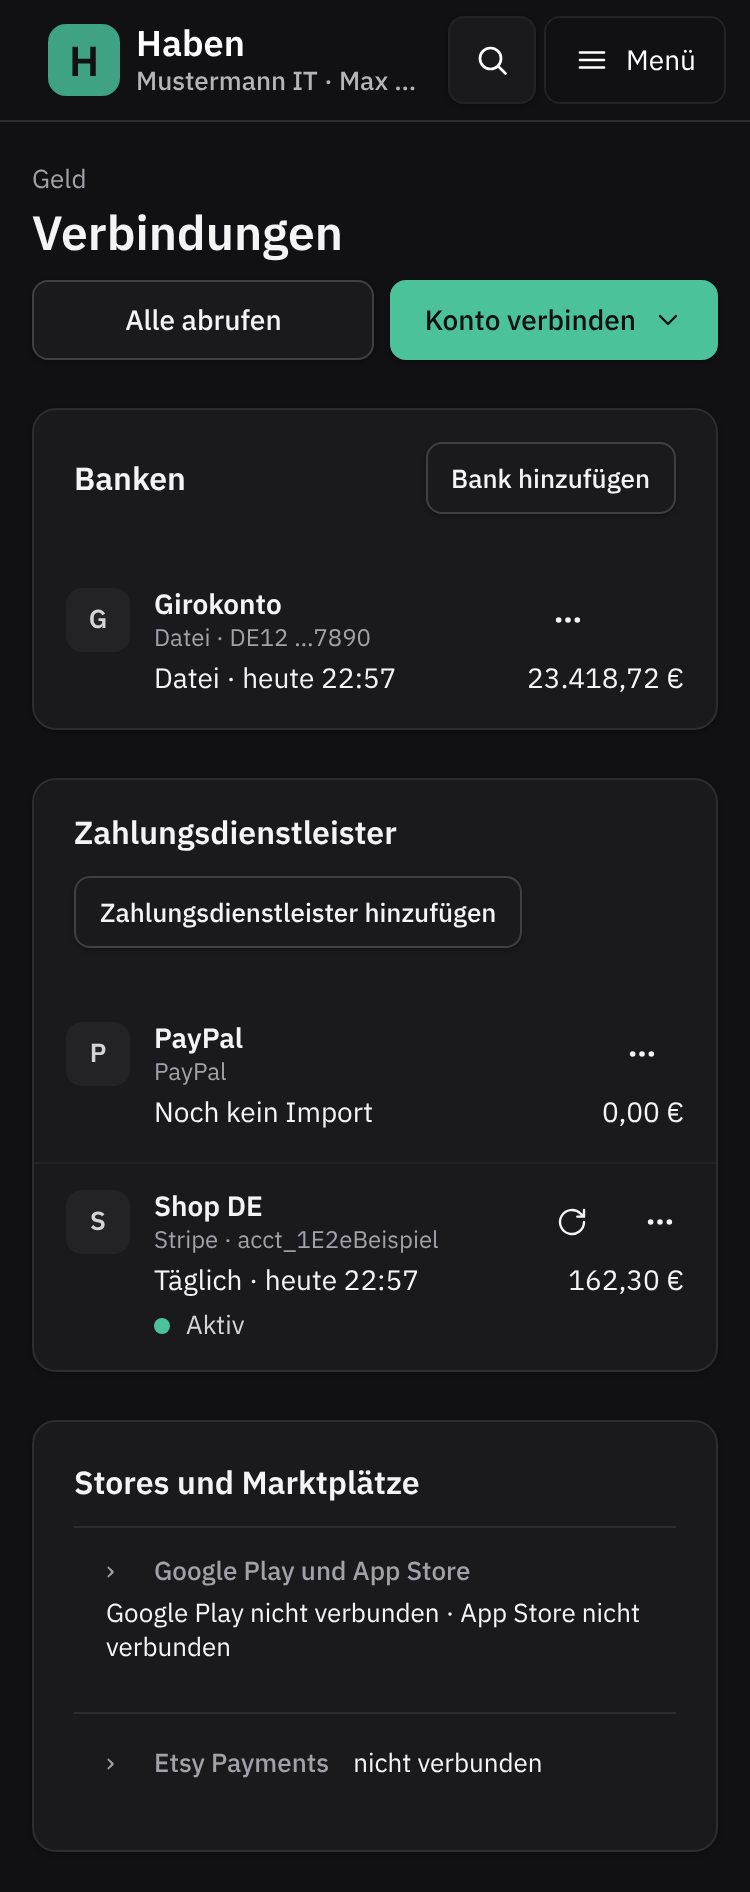 H
Haben
Mustermann IT · Max ...
Menü
Geld
Verbindungen
Alle abrufen
Konto verbinden
Banken
Bank hinzufügen
G
Girokonto
Datei · DE12 ...7890
Datei · heute 22:57
23.418,72 €
Zahlungsdienstleister
Zahlungsdienstleister hinzufügen
P
PayPal
PayPal
Noch kein Import
0,00 €
S
Shop DE
Stripe · acct_1E2eBeispiel
Täglich · heute 22:57
162,30 €
Aktiv
Stores und Marktplätze
Google Play und App Store
Google Play nicht verbunden · App Store nicht
verbunden
Etsy Payments nicht verbunden